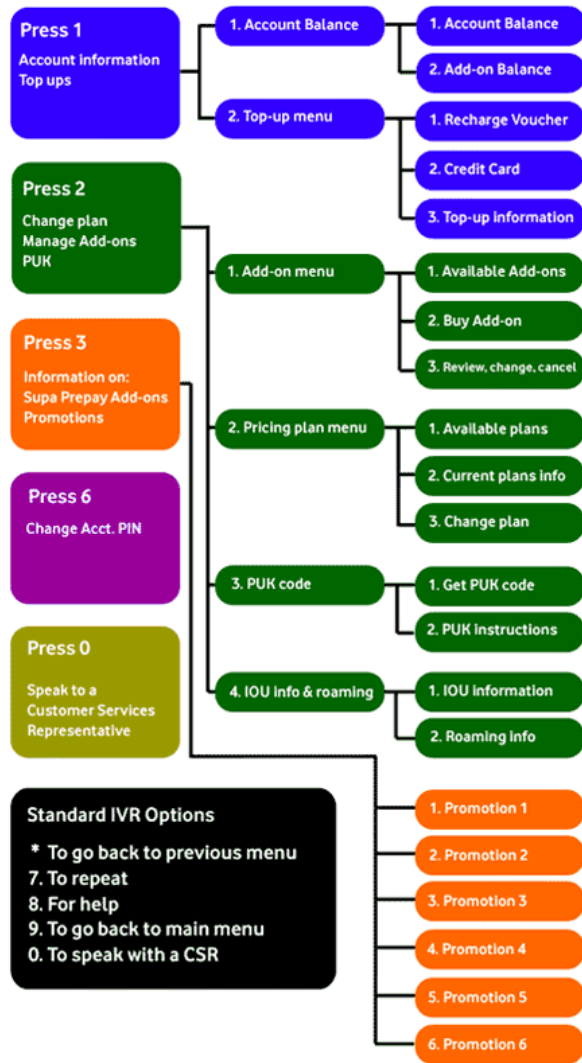 Press 1
Account information
Top ups
1. Account Balance
1. Account Balance
2. Add-on Balance
2. Top-up menu
1. Recharge Voucher
2. Credit Card
3. Top-up information
Press 2
Change plan
Manage Add-ons
PUK
1. Add-on menu
1. Available Add-ons
2. Buy Add-on
3. Review, change, cancel
2. Pricing plan menu
1. Available plans
2. Current plans info
3. Change plan
3. PUK code
1. Get PUK code
2. PUK instructions
4. IOU info & roaming
1. IOU information
2. Roaming info
Press 3
Information on:
Supa Prepay Add-ons
Promotions
1. Promotion 1
2. Promotion 2
3. Promotion 3
4. Promotion 4
5. Promotion 5
6. Promotion 6
Press 6
Change Acct. PIN
Press 0
Speak to a
Customer Services
Representative
Standard IVR Options
* To go back to previous menu
7. To repeat
8. For help
9. To go back to main menu
0. To speak with a CSR